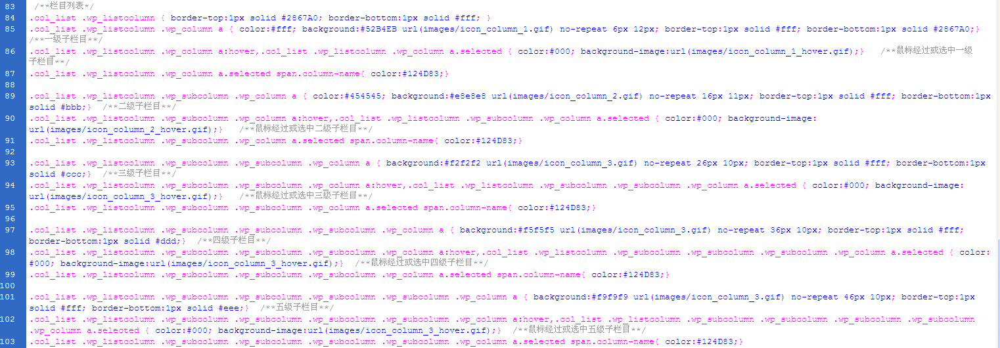 83 /**栏目列表*/
84 .col_list .wp_listcolumn { border-top:1px solid #2867A0; border-bottom:1px solid #fff; }
85 .col_list .wp_listcolumn .wp_column a { color:#fff; background:#52B4EB url(images/icon_column_1.gif) no-repeat 6px 12px; border-top:1px solid #fff; border-bottom:1px solid #2867A0;}
/**一级子栏目**/
86 .col_list .wp_listcolumn .wp_column a:hover,.col_list .wp_listcolumn .wp_column a.selected { color:#000; background-image:url(images/icon_column_1_hover.gif);} /**鼠标经过或选中一级
子栏目**/
87 .col_list .wp_listcolumn .wp_column a.selected span.column-name{ color:#124D83;}
88
89 .col_list .wp_listcolumn .wp_subcolumn .wp_column a { color:#454545; background:#e8e8e8 url(images/icon_column_2.gif) no-repeat 16px 11px; border-top:1px solid #fff; border-bottom:1px
solid #bbb;} /**二级子栏目**/
90 .col_list .wp_listcolumn .wp_subcolumn .wp_column a:hover,.col_list .wp_listcolumn .wp_subcolumn .wp_column a.selected { color:#000; background-image:
url(images/icon_column_2_hover.gif);} /**鼠标经过或选中二级子栏目**/
91 .col_list .wp_listcolumn .wp_subcolumn .wp_column a.selected span.column-name{ color:#124D83;}
92
93 .col_list .wp_listcolumn .wp_subcolumn .wp_subcolumn .wp_column a { background:#f2f2f2 url(images/icon_column_3.gif) no-repeat 26px 10px; border-top:1px solid #fff; border-bottom:1px
solid #ccc;} /**三级子栏目**/
94 .col_list .wp_listcolumn .wp_subcolumn .wp_subcolumn .wp_column a:hover,.col_list .wp_listcolumn .wp_subcolumn .wp_subcolumn .wp_column a.selected { color:#000; background-image:
url(images/icon_column_3_hover.gif);} /**鼠标经过或选中三级子栏目**/
95 .col_list .wp_listcolumn .wp_subcolumn .wp_subcolumn .wp_column a.selected span.column-name{ color:#124D83;}
96
97 .col_list .wp_listcolumn .wp_subcolumn .wp_subcolumn .wp_subcolumn .wp_column a { background:#f5f5f5 url(images/icon_column_3.gif) no-repeat 36px 10px; border-top:1px solid #fff;
border-bottom:1px solid #ddd;} /**四级子栏目**/
98 .col_list .wp_listcolumn .wp_subcolumn .wp_subcolumn .wp_subcolumn .wp_column a:hover,.col_list .wp_listcolumn .wp_subcolumn .wp_subcolumn .wp_subcolumn .wp_column a.selected { color:
#000; background-image:url(images/icon_column_3_hover.gif);} /**鼠标经过或选中四级子栏目**/
99 .col_list .wp_listcolumn .wp_subcolumn .wp_subcolumn .wp_subcolumn .wp_column a.selected span.column-name{ color:#124D83;}
100
101 .col_list .wp_listcolumn .wp_subcolumn .wp_subcolumn .wp_subcolumn .wp_subcolumn .wp_column a { background:#f9f9f9 url(images/icon_column_3.gif) no-repeat 46px 10px; border-top:1px
solid #fff; border-bottom:1px solid #eee;} /**五级子栏目**/
102 .col_list .wp_listcolumn .wp_subcolumn .wp_subcolumn .wp_subcolumn .wp_subcolumn .wp_column a:hover,.col_list .wp_listcolumn .wp_subcolumn .wp_subcolumn .wp_subcolumn .wp_subcolumn
.wp_column a.selected { color:#000; background-image:url(images/icon_column_3_hover.gif);} /**鼠标经过或选中五级子栏目**/
103 .col_list .wp_listcolumn .wp_subcolumn .wp_subcolumn .wp_subcolumn .wp_subcolumn .wp_column a.selected span.column-name{ color:#124D83;}